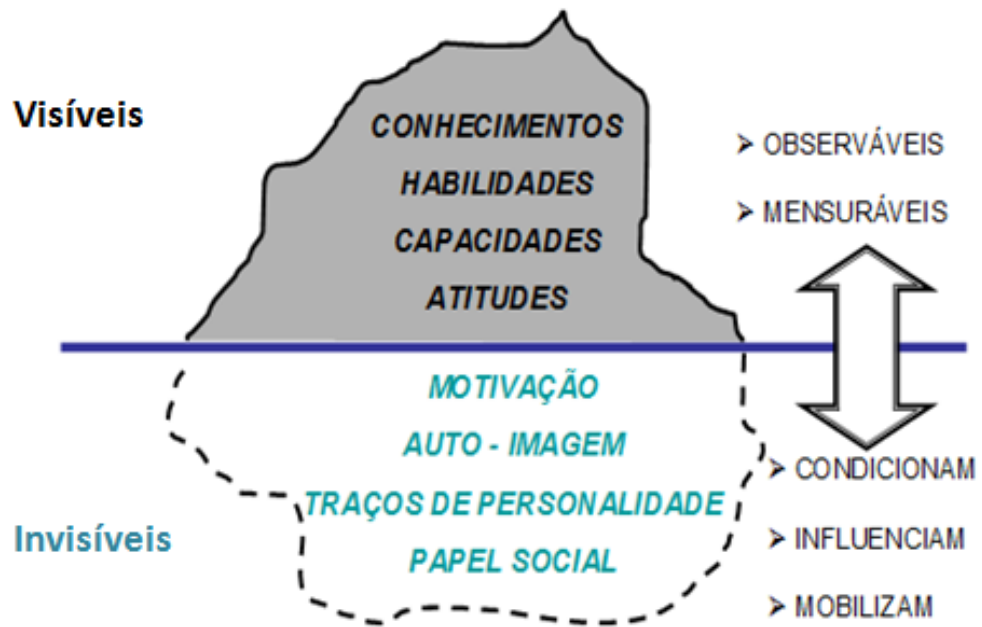 Visíveis
CONHECIMENTOS
HABILIDADES
CAPACIDADES
ATITUDES
➢ OBSERVÁVEIS
➢ MENSURÁVEIS
Invisíveis
MOTIVAÇÃO
AUTO - IMAGEM
TRAÇOS DE PERSONALIDADE
PAPEL SOCIAL
➢ CONDICIONAM
➢ INFLUENCIAM
➢ MOBILIZAM